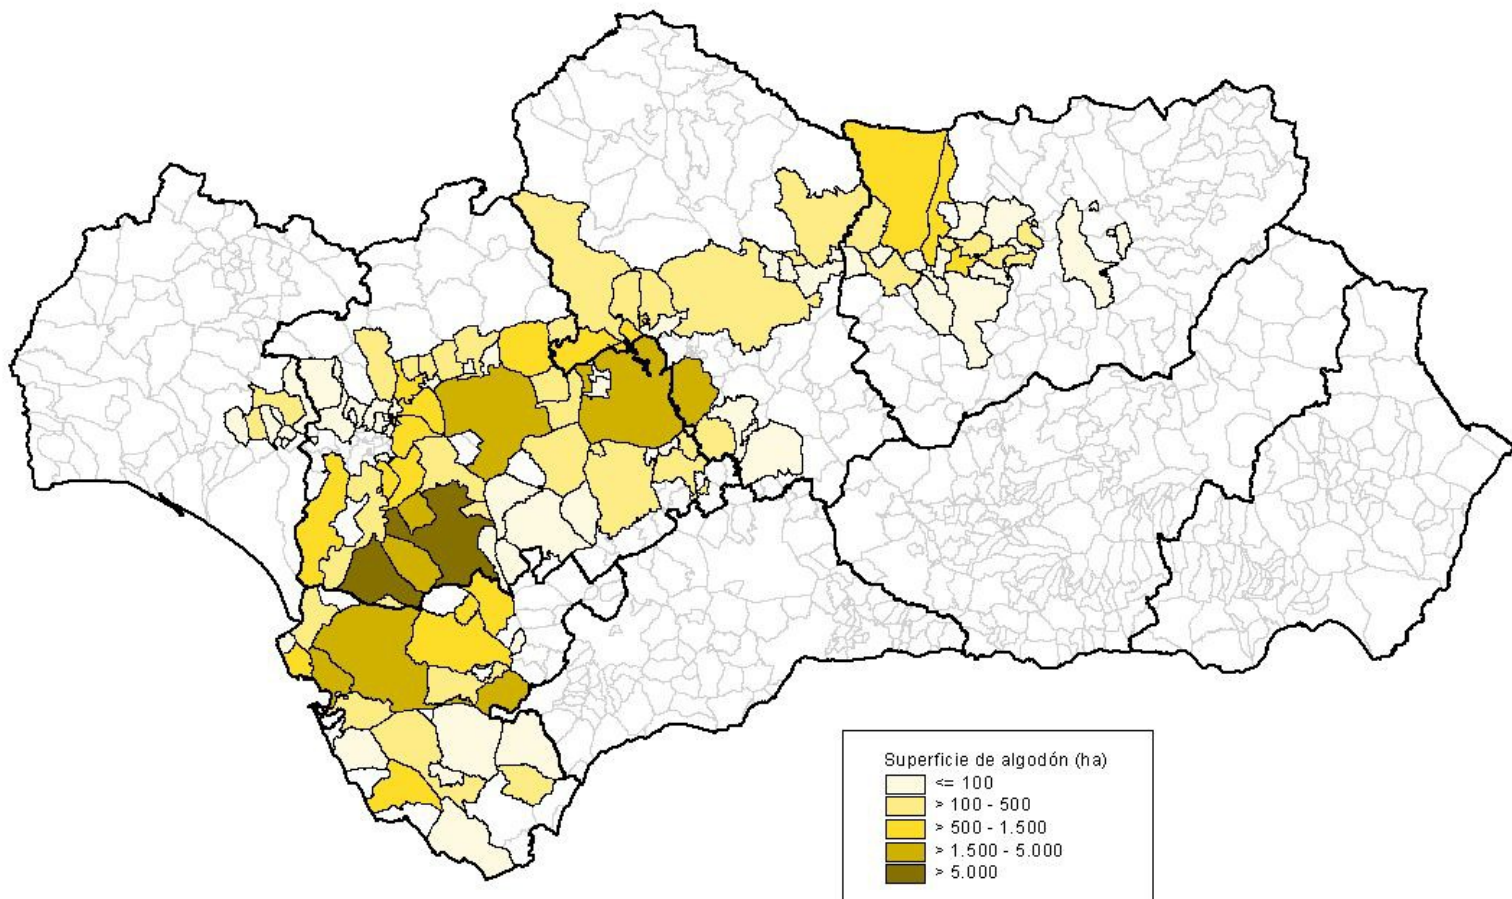 Superficie de algodón (ha)
<= 100
> 100 - 500
> 500 - 1.500
> 1.500 - 5.000
> 5.000